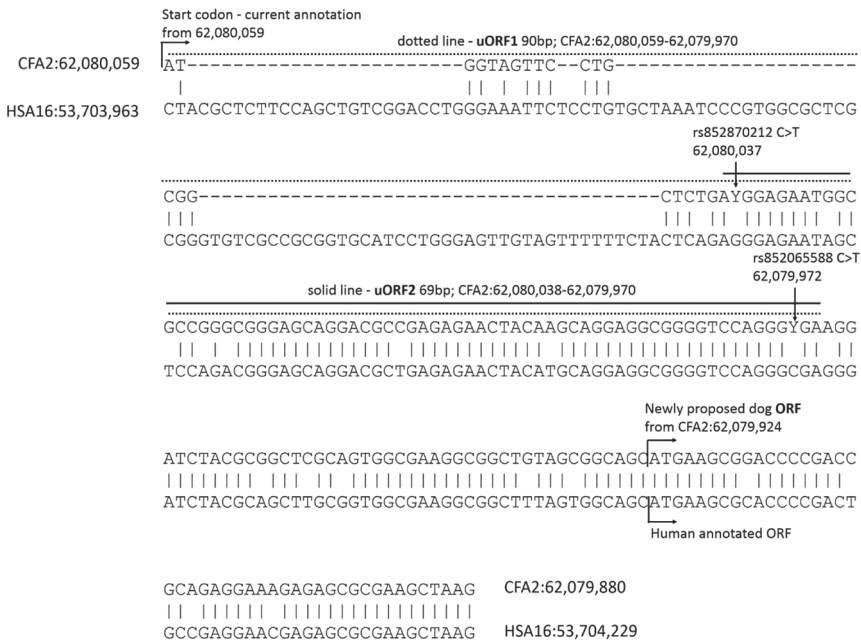 Start codon - current annotation
from 62,080,059
dotted line - uORF1 90bp; CFA2:62,080,059-62,079,970
CFA2:62,080,059 AT------------------------GGTAGTTC--CTG---------------------
HSA16:53,703,963 CTACGCTCTTCCAGCTGTCGGACCTGGGAAATTCTCCTGTGCTAAATCCCGTGGCGCTCG
rs852870212 C>T
62,080,037
CGG----------------------------------------CTCTGAYGGAGAATGGC
CGGGTGTCGCCGCGGTGCATCCTGGGAGTTGTAGTTTTTTCTACTCAGAGGGAGAATAGC
rs852065588 C>T
62,079,972
solid line - uORF2 69bp; CFA2:62,080,038-62,079,970
GCCGGGCGGGAGCAGGACGCCGAGAGAACTACAAGCAGGAGGCGGGGTCCAGGGYGAAGG
TCCAGACGGGAGCAGGACGCTGAGAGAACTACATGCAGGAGGCGGGGTCCAGGGCGAGGG
Newly proposed dog ORF
from CFA2:62,079,924
ATCTACGCGGCTCGCAGTGGCGAAGGCGGCTGTAGCGGCAGCATGAAGCGGACCCCGACC
ATCTACGCAGCTTGCGGTGGCGAAGGCGGCTTTAGTGGCAGCATGAAGCGCACCCCGACT
Human annotated ORF
GCAGAGGAAAGAGAGCGCGAAGCTAAG CFA2:62,079,880
GCCGAGGAACGAGAGCGCGAAGCTAAG HSA16:53,704,229